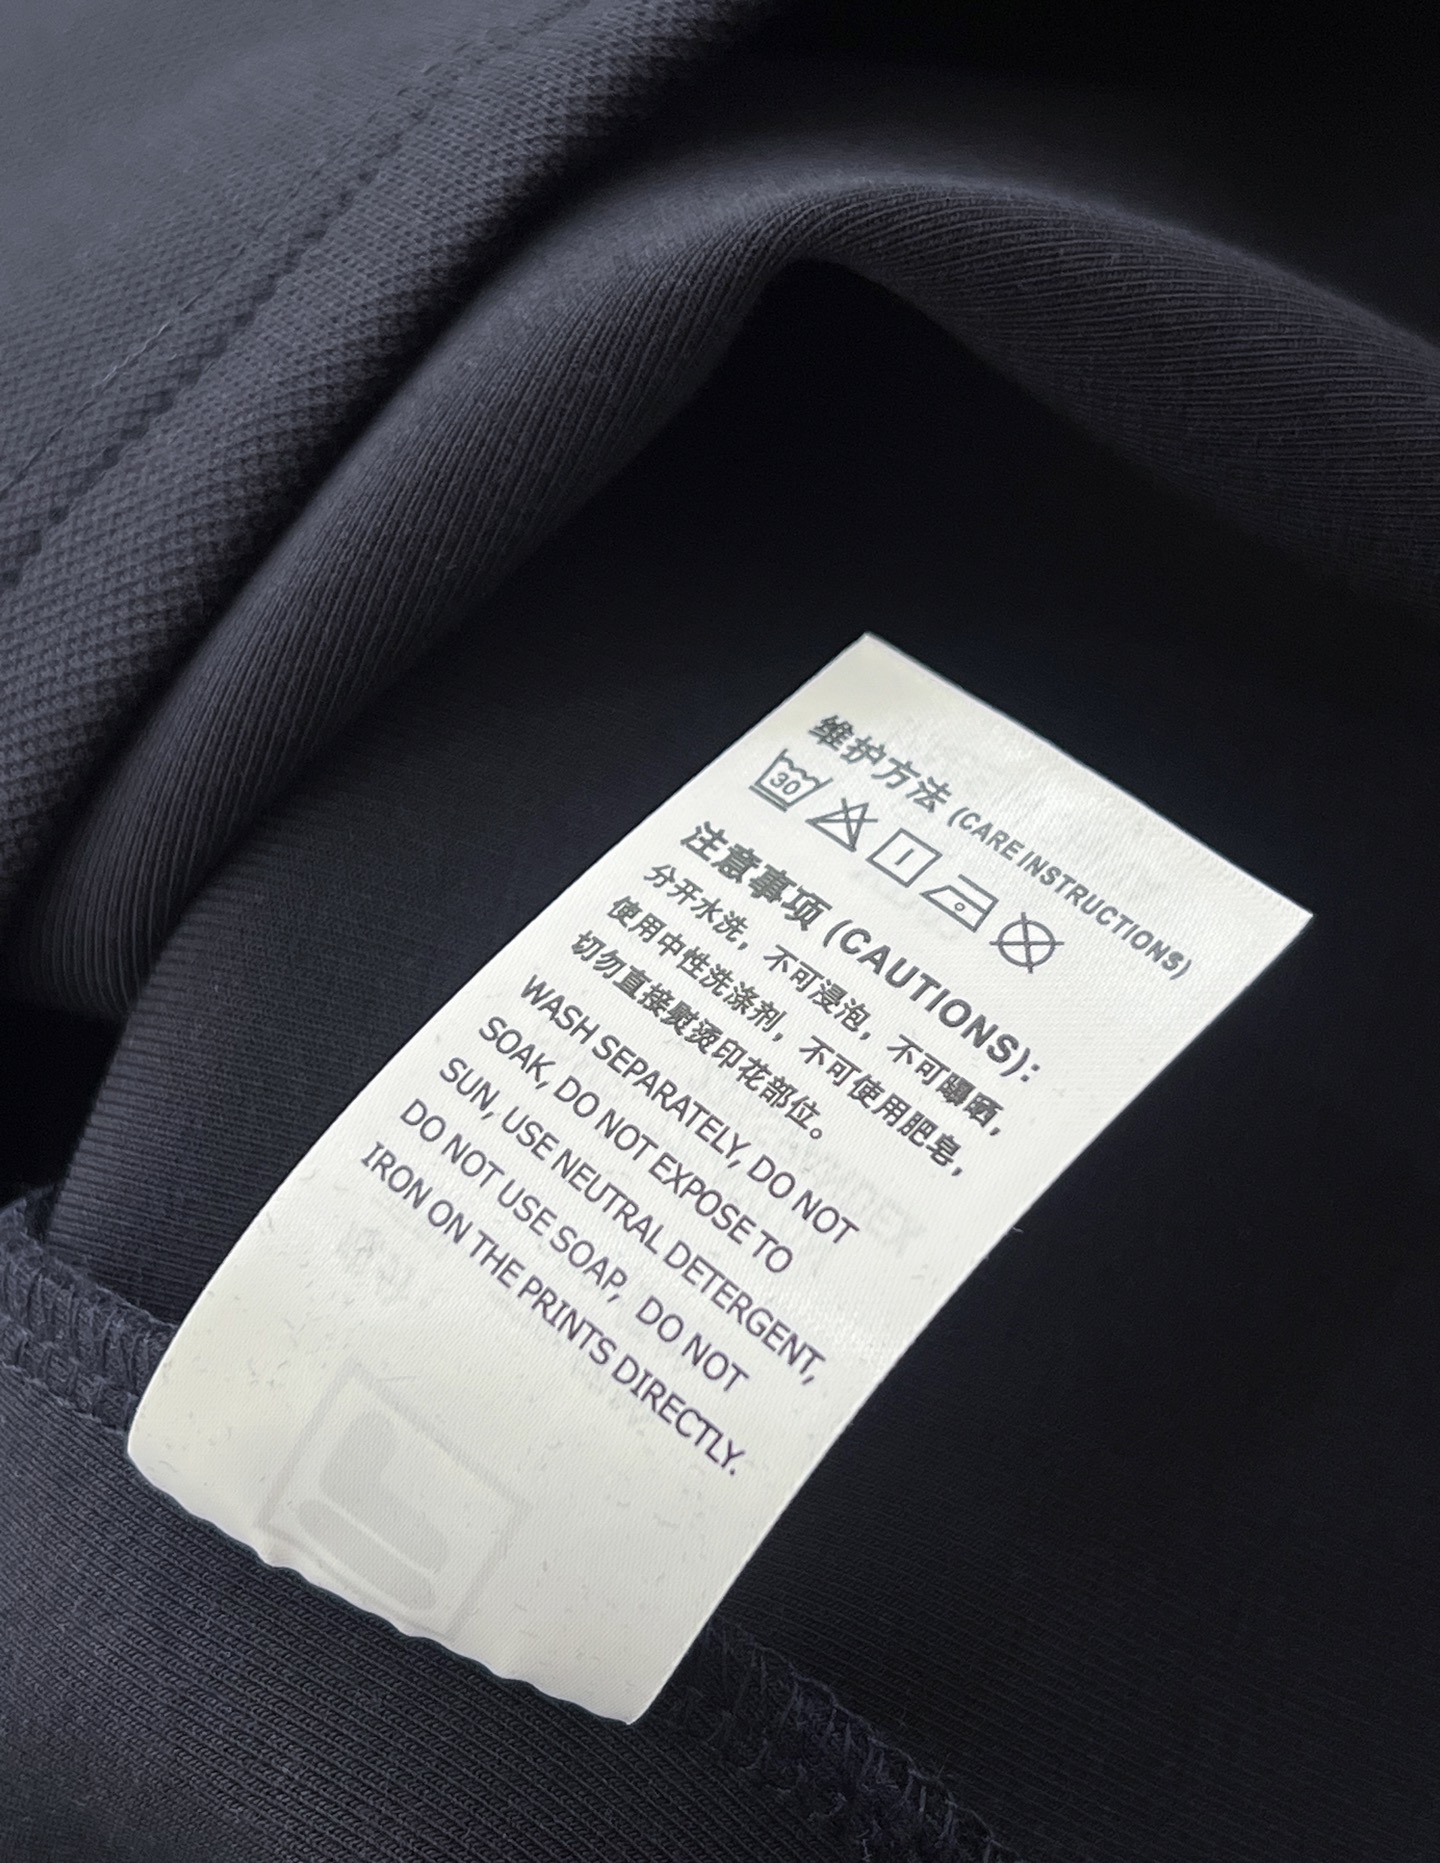 维护方法 (CARE INSTRUCTIONS)
30
注意事项 (CAUTIONS):
分开水洗，不可浸泡，不可曝晒，
使用中性洗涤剂，不可使用肥皂，
切勿直接熨烫印花部位。
WASH SEPARATELY, DO NOT
SOAK, DO NOT EXPOSE TO
SUN, USE NEUTRAL DETERGENT,
DO NOT USE SOAP, DO NOT
IRON ON THE PRINTS DIRECTLY.